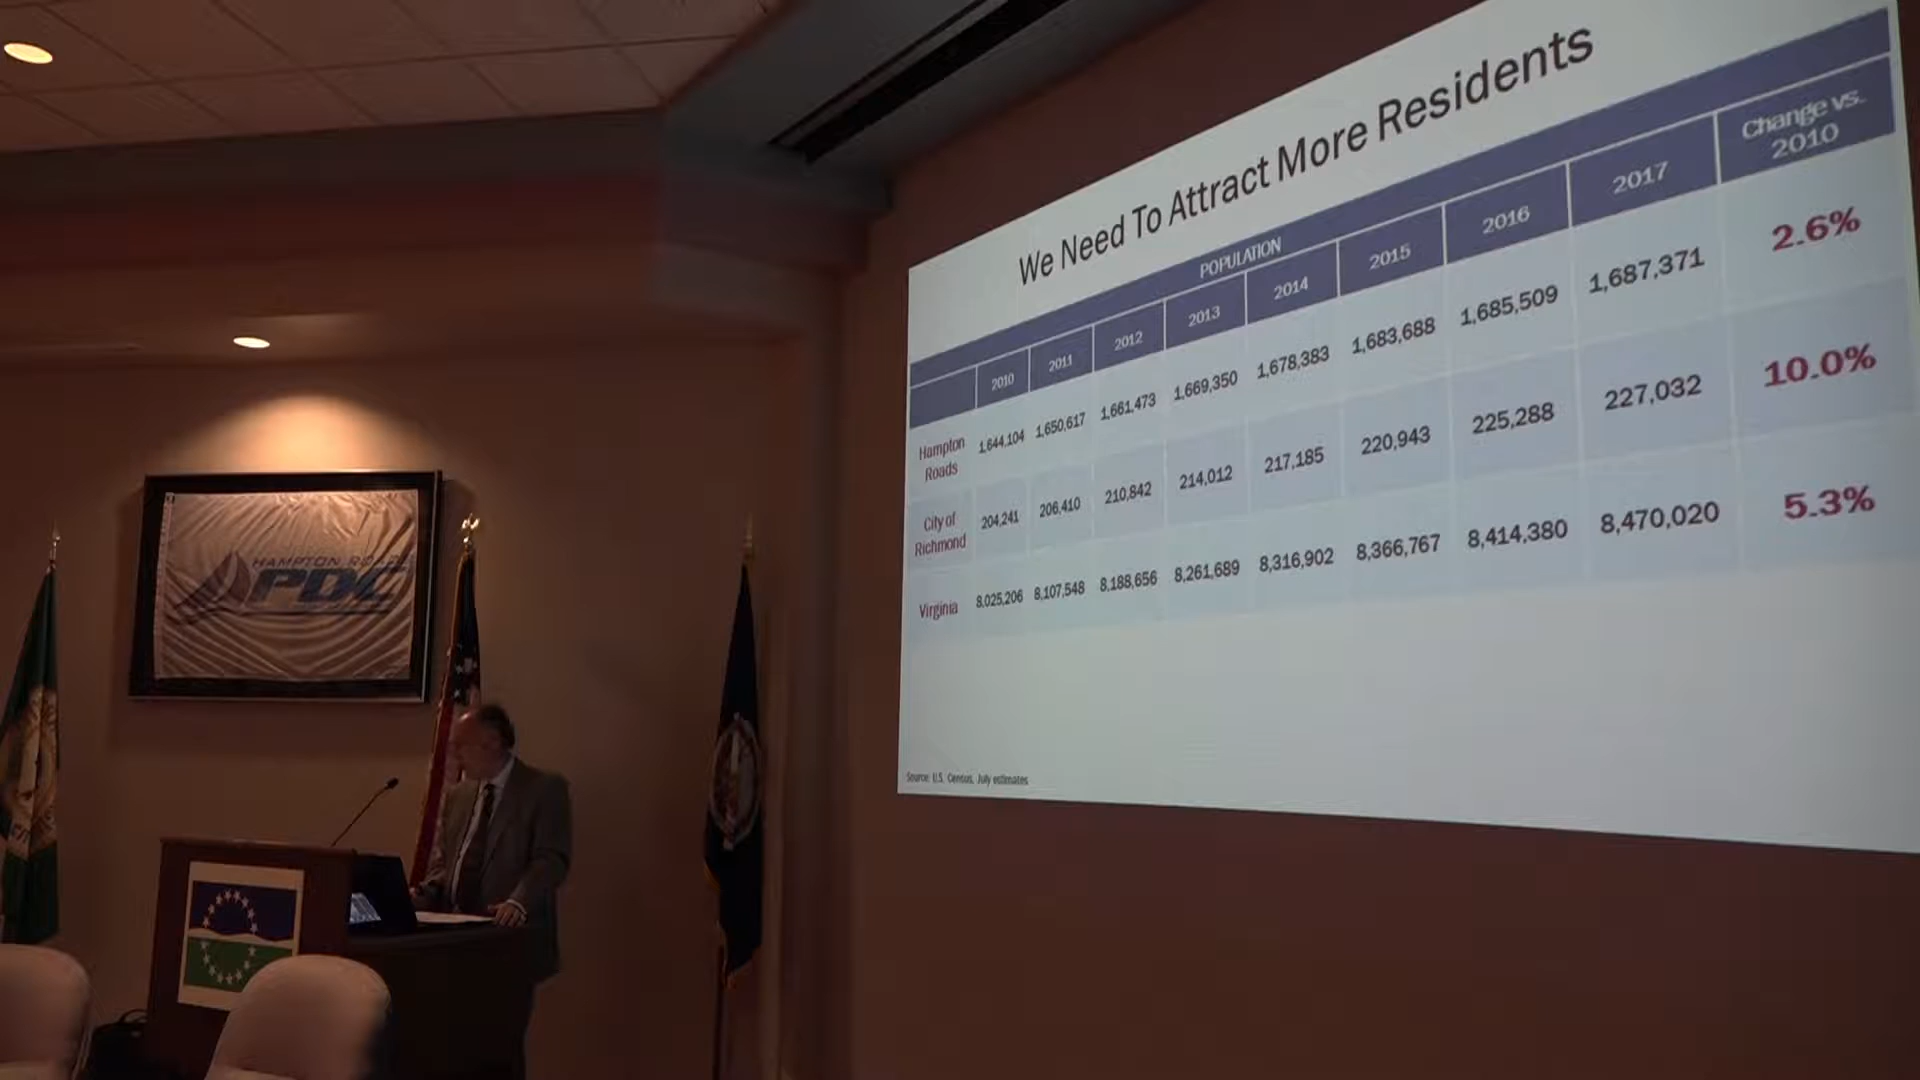 We Need To Attract More Residents
POPULATION
2010 2011 2012 2013 2014 2015 2016 2017 Change vs.
2010
Hampton
Roads 1,644,104 1,650,617 1,661,473 1,669,350 1,678,383 1,683,688 1,685,509 1,687,371 2.6%
City of
Richmond 204,241 206,410 210,842 214,012 217,185 220,943 225,288 227,032 10.0%
Virginia 8,025,206 8,107,548 8,188,656 8,261,689 8,316,902 8,366,767 8,414,380 8,470,020 5.3%
Source: U.S. Census, July estimates
HAMPTON
PDC